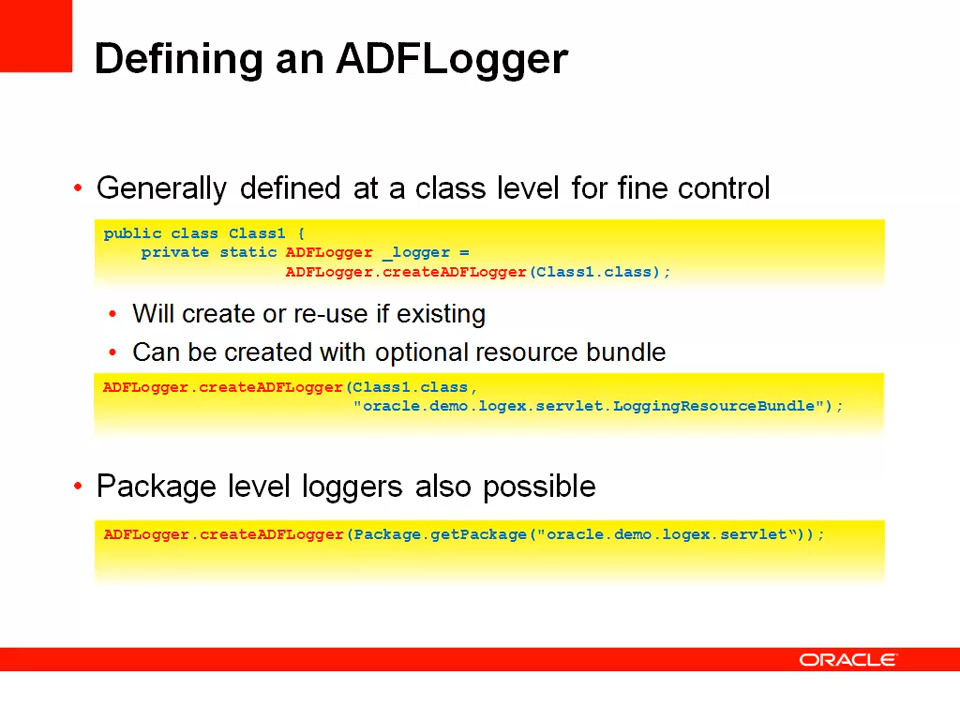 Defining an ADFLogger
• Generally defined at a class level for fine control
public class Class1 {
private static ADFLogger _logger =
ADFLogger.createADFLogger(Class1.class);
• Will create or re-use if existing
• Can be created with optional resource bundle
ADFLogger.createADFLogger(Class1.class,
"oracle.demo.logex.servlet.LoggingResourceBundle");
• Package level loggers also possible
ADFLogger.createADFLogger(Package.getPackage("oracle.demo.logex.servlet“));
ORACLE